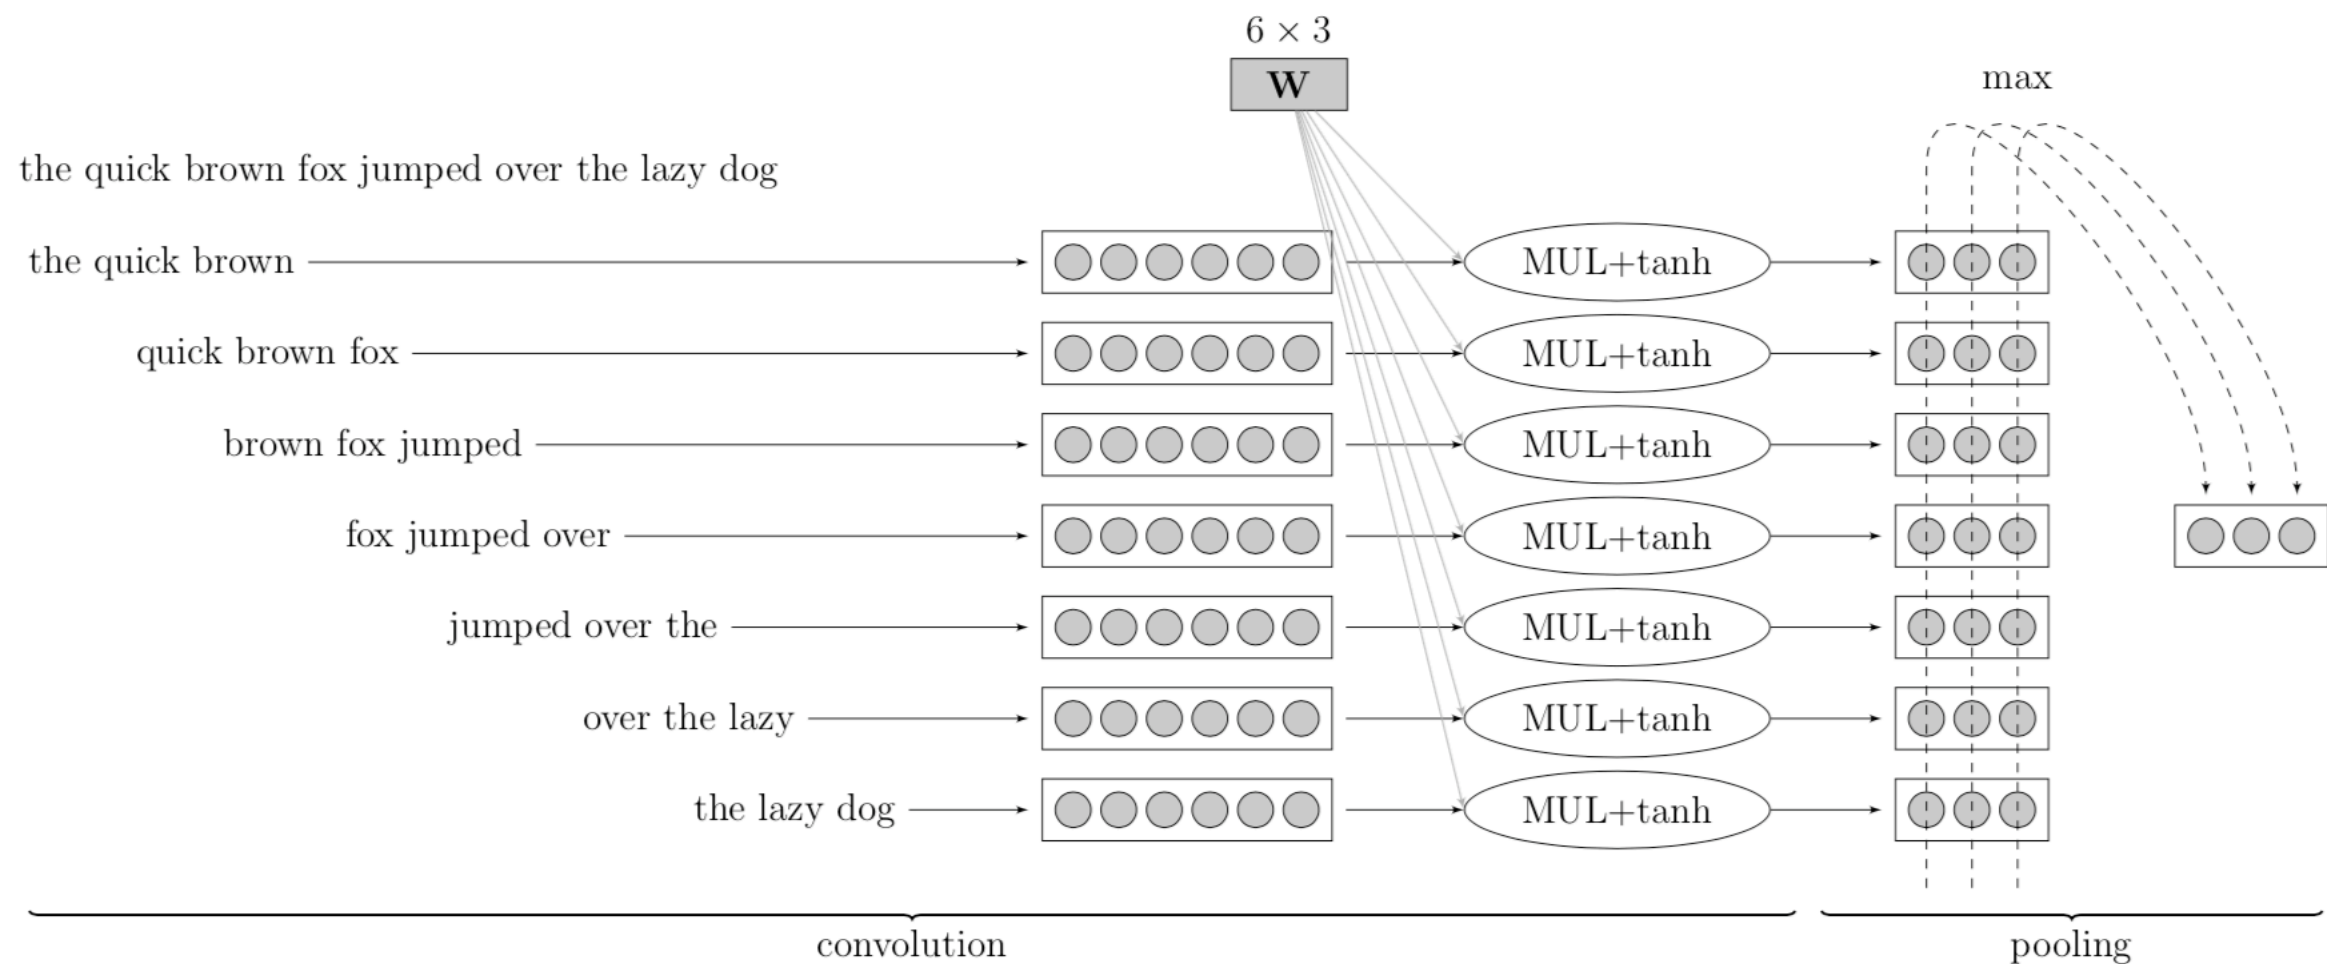 6 × 3
W
max
the quick brown fox jumped over the lazy dog
the quick brown MUL+tanh
quick brown fox MUL+tanh
brown fox jumped MUL+tanh
fox jumped over MUL+tanh
jumped over the MUL+tanh
over the lazy MUL+tanh
the lazy dog MUL+tanh
convolution pooling